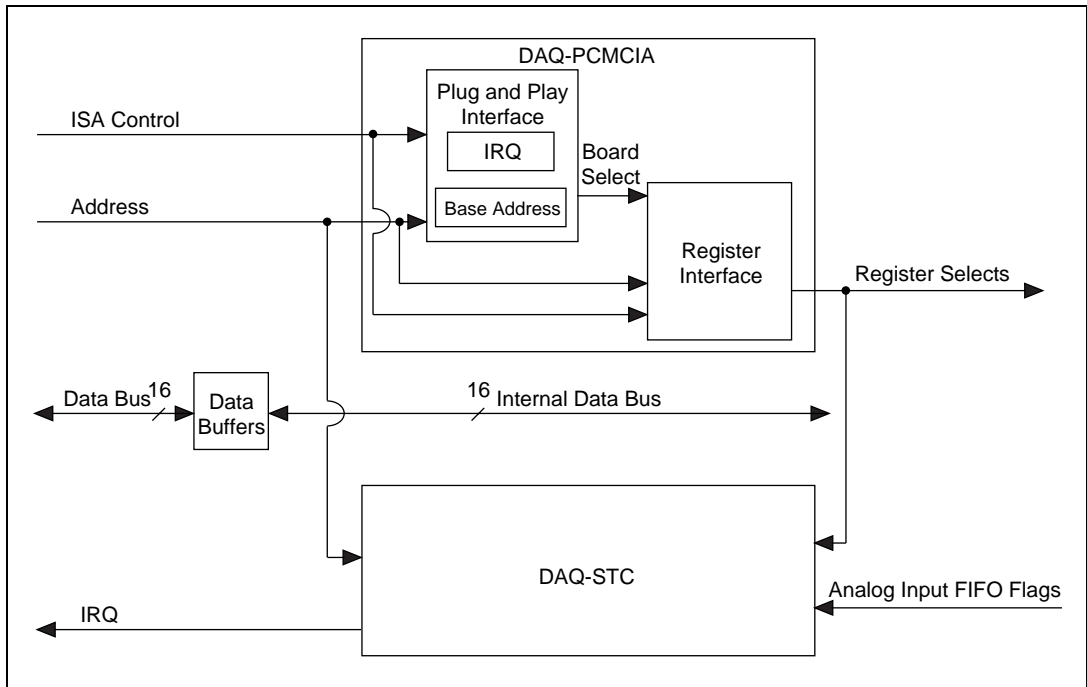 DAQ-PCMCIA
Plug and Play
Interface
ISA Control
IRQ
Board
Select
Address
Base Address
Register
Interface
Register Selects
16
Data Bus
Data
Buffers
16
Internal Data Bus
DAQ-STC
Analog Input FIFO Flags
IRQ